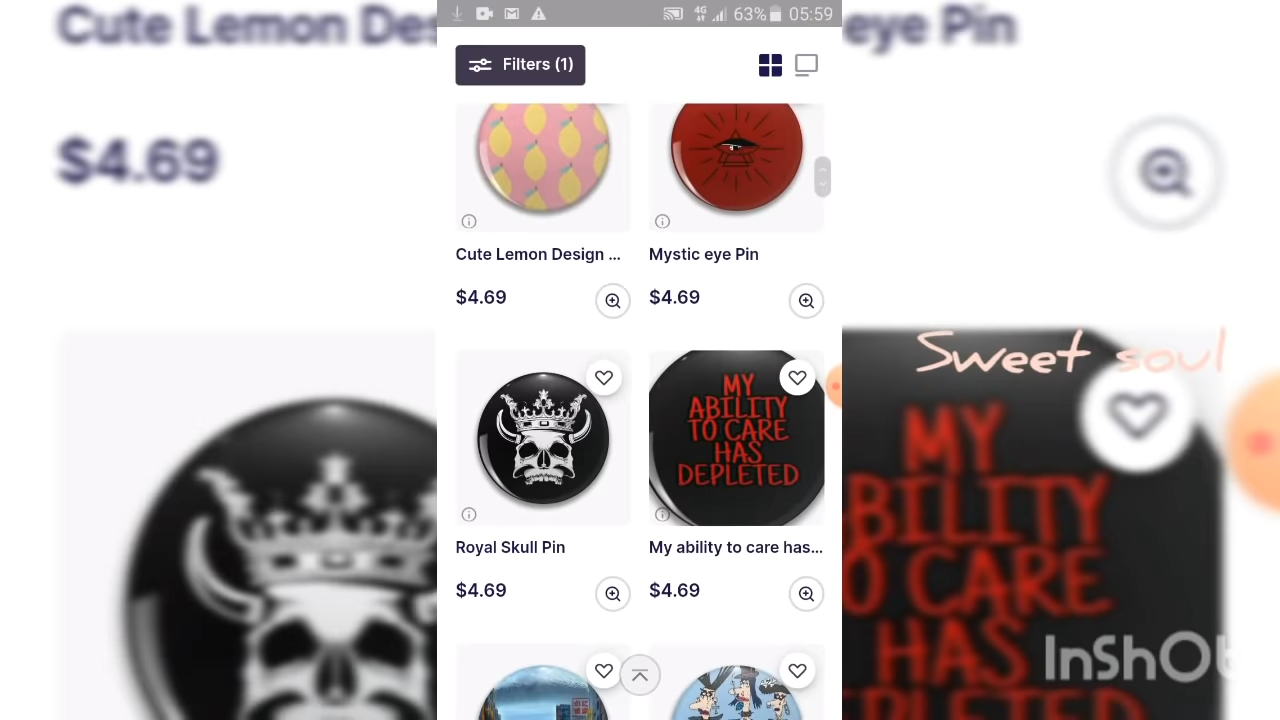 Cute Lemon Des
eye Pin
$4.69
4G
63%
05:59
Filters (1)
Cute Lemon Design ...
Mystic eye Pin
$4.69
$4.69
MY
ABILITY
TO CARE
HAS
DEPLETED
Royal Skull Pin
My ability to care has...
$4.69
$4.69
Sweet soul
MY
BILITY
O CARE
HAS
InShOt